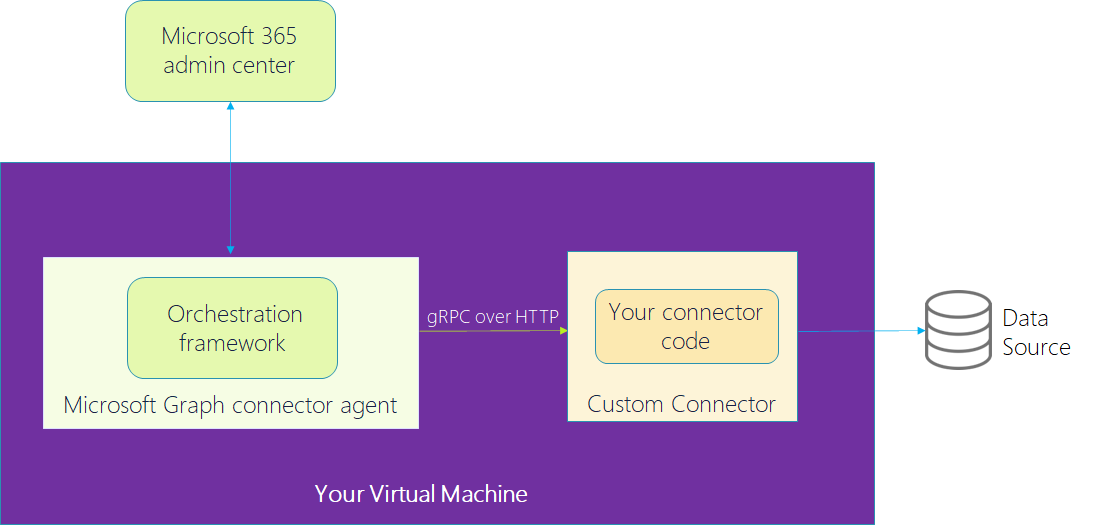 Microsoft 365
admin center
Orchestration
framework
Microsoft Graph connector agent
gRPC over HTTP
Your connector
code
Custom Connector
Data
Source
Your Virtual Machine